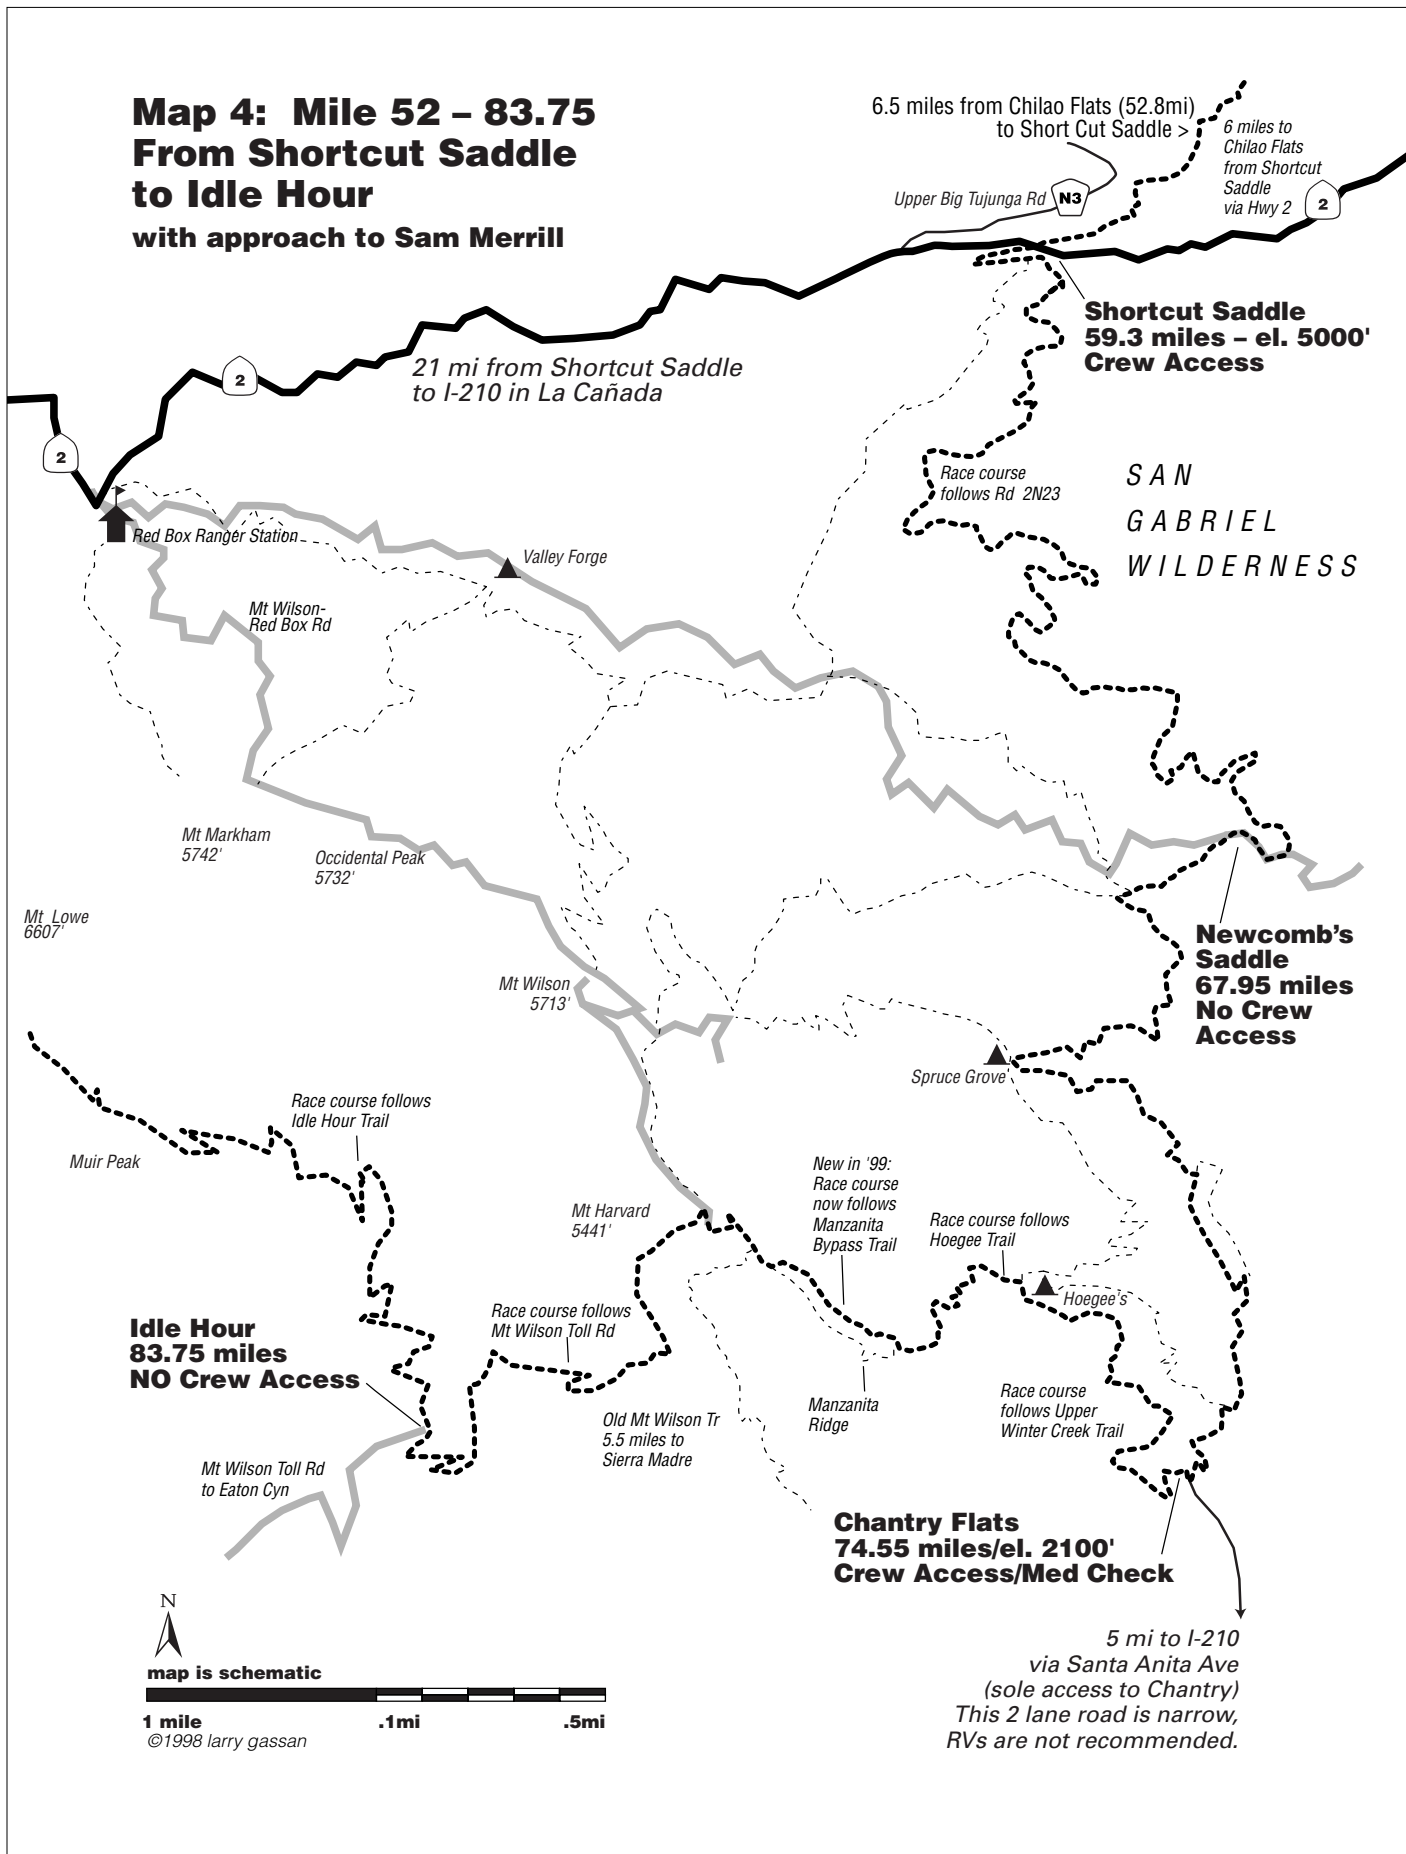 Map 4:  Mile 52 – 83.75
From Shortcut Saddle
to Idle Hour
with approach to Sam Merrill
6.5 miles from Chilao Flats (52.8mi)
to Short Cut Saddle >
6 miles to
Chilao Flats
from Shortcut
Saddle
via Hwy 2
Upper Big Tujunga Rd
N3
2
Shortcut Saddle
59.3 miles – el. 5000'
Crew Access
21 mi from Shortcut Saddle
to I-210 in La Cañada
2
2
Race course
follows Rd  2N23
SAN
GABRIEL
WILDERNESS
Red Box Ranger Station
Valley Forge
Mt Wilson-
Red Box Rd
Mt Markham
5742'
Occidental Peak
5732'
Mt  Lowe
6607'
Newcomb's
Saddle
67.95 miles
No Crew
Access
Mt Wilson
5713'
Spruce Grove
Race course follows
Idle Hour Trail
Muir Peak
New in '99:
Race course
now follows
Manzanita
Bypass Trail
Mt Harvard
5441'
Race course follows
Hoegee Trail
Hoegee's
Race course follows
Mt Wilson Toll Rd
Idle Hour
83.75 miles
NO Crew Access
Manzanita
Ridge
Race course
follows Upper
Winter Creek Trail
Old Mt Wilson Tr
5.5 miles to
Sierra Madre
Mt Wilson Toll Rd
to Eaton Cyn
Chantry Flats
74.55 miles/el. 2100'
Crew Access/Med Check
N
map is schematic
1 mile .1mi .5mi
©1998 larry gassan
5 mi to I-210
via Santa Anita Ave
(sole access to Chantry)
This 2 lane road is narrow,
RVs are not recommended.